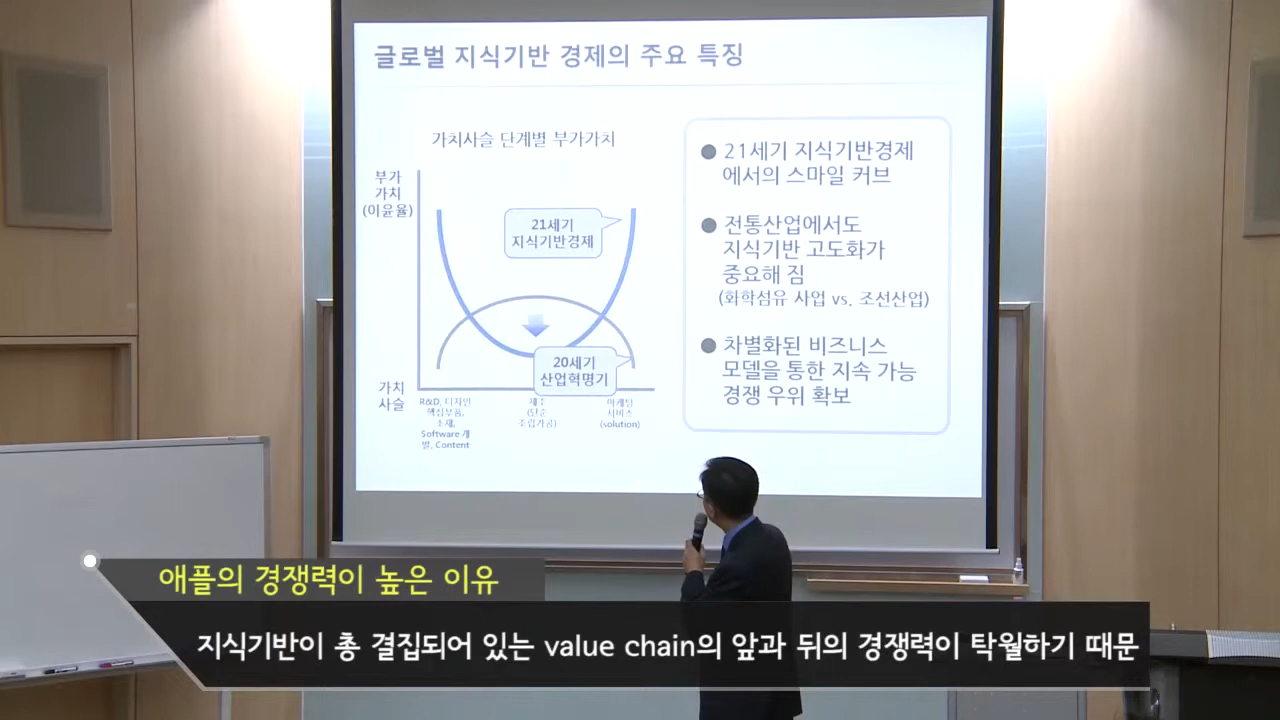 글로벌 지식기반 경제의 주요 특징
가치사슬 단계별 부가가치
부가
가치
(이윤율)
21세기
지식기반경제
20세기
산업혁명기
가치
사슬
R&D, 디자인
핵심부품,
소재,
Software 개
발, Content
제조
(단순
조립가공)
마케팅
서비스
(solution)
● 21세기 지식기반경제
에서의 스마일 커브
● 전통산업에서도
지식기반 고도화가
중요해 짐
(화학섬유 사업 vs. 조선산업)
● 차별화된 비즈니스
모델을 통한 지속 가능
경쟁 우위 확보
애플의 경쟁력이 높은 이유
지식기반이 총 결집되어 있는 value chain의 앞과 뒤의 경쟁력이 탁월하기 때문